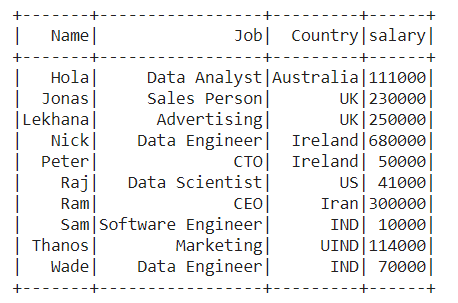 +-------+-----------------+---------+------+
|   Name|              Job|  Country|salary|
+-------+-----------------+---------+------+
|   Hola|     Data Analyst|Australia|111000|
|  Jonas|     Sales Person|       UK|230000|
|Lekhana|      Advertising|       UK|250000|
|   Nick|    Data Engineer|  Ireland|680000|
|  Peter|              CTO|  Ireland| 50000|
|    Raj|   Data Scientist|       US| 41000|
|    Ram|              CEO|     Iran|300000|
|    Sam|Software Engineer|      IND| 10000|
| Thanos|        Marketing|     UIND|114000|
|   Wade|    Data Engineer|      IND| 70000|
+-------+-----------------+---------+------+